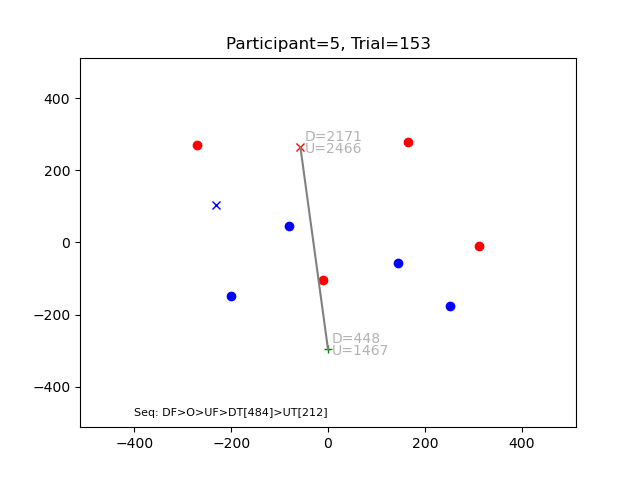 Participant=5, Trial=153
400
200
0
−200
−400
D=2171
U=2466
D=448
U=1467
Seq: DF>O>UF>DT[484]>UT[212]
−400
−200
0
200
400